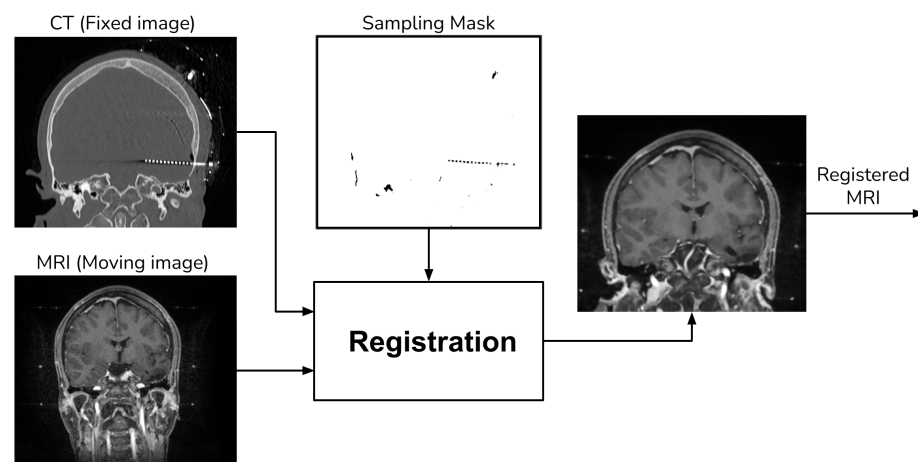 CT (Fixed image)
Sampling Mask
MRI (Moving image)
Registration
Registered
MRI